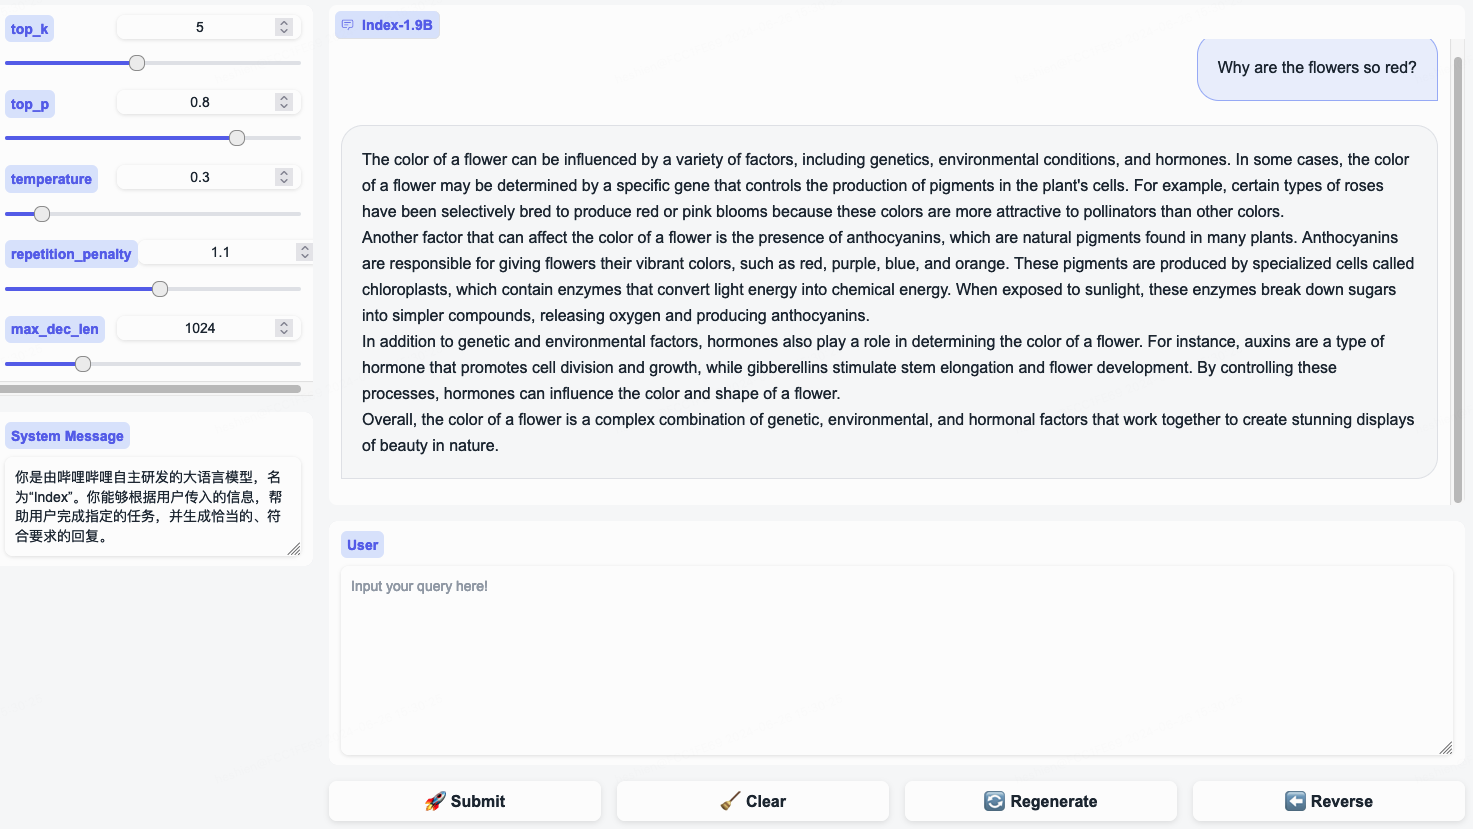 top_k
5
top_p
0.8
temperature
0.3
repetition_penalty
1.1
max_dec_len
1024
System Message
你是由哔哩哔哩自主研发的大语言模型，名
为“Index”。你能够根据用户传入的信息，帮
助用户完成指定的任务，并生成恰当的、符
合要求的回复。
Index-1.9B
Why are the flowers so red?
The color of a flower can be influenced by a variety of factors, including genetics, environmental conditions, and hormones. In some cases, the color
of a flower may be determined by a specific gene that controls the production of pigments in the plant's cells. For example, certain types of roses
have been selectively bred to produce red or pink blooms because these colors are more attractive to pollinators than other colors.
Another factor that can affect the color of a flower is the presence of anthocyanins, which are natural pigments found in many plants. Anthocyanins
are responsible for giving flowers their vibrant colors, such as red, purple, blue, and orange. These pigments are produced by specialized cells called
chloroplasts, which contain enzymes that convert light energy into chemical energy. When exposed to sunlight, these enzymes break down sugars
into simpler compounds, releasing oxygen and producing anthocyanins.
In addition to genetic and environmental factors, hormones also play a role in determining the color of a flower. For instance, auxins are a type of
hormone that promotes cell division and growth, while gibberellins stimulate stem elongation and flower development. By controlling these
processes, hormones can influence the color and shape of a flower.
Overall, the color of a flower is a complex combination of genetic, environmental, and hormonal factors that work together to create stunning displays
of beauty in nature.
User
Input your query here!
Submit
Clear
Regenerate
Reverse